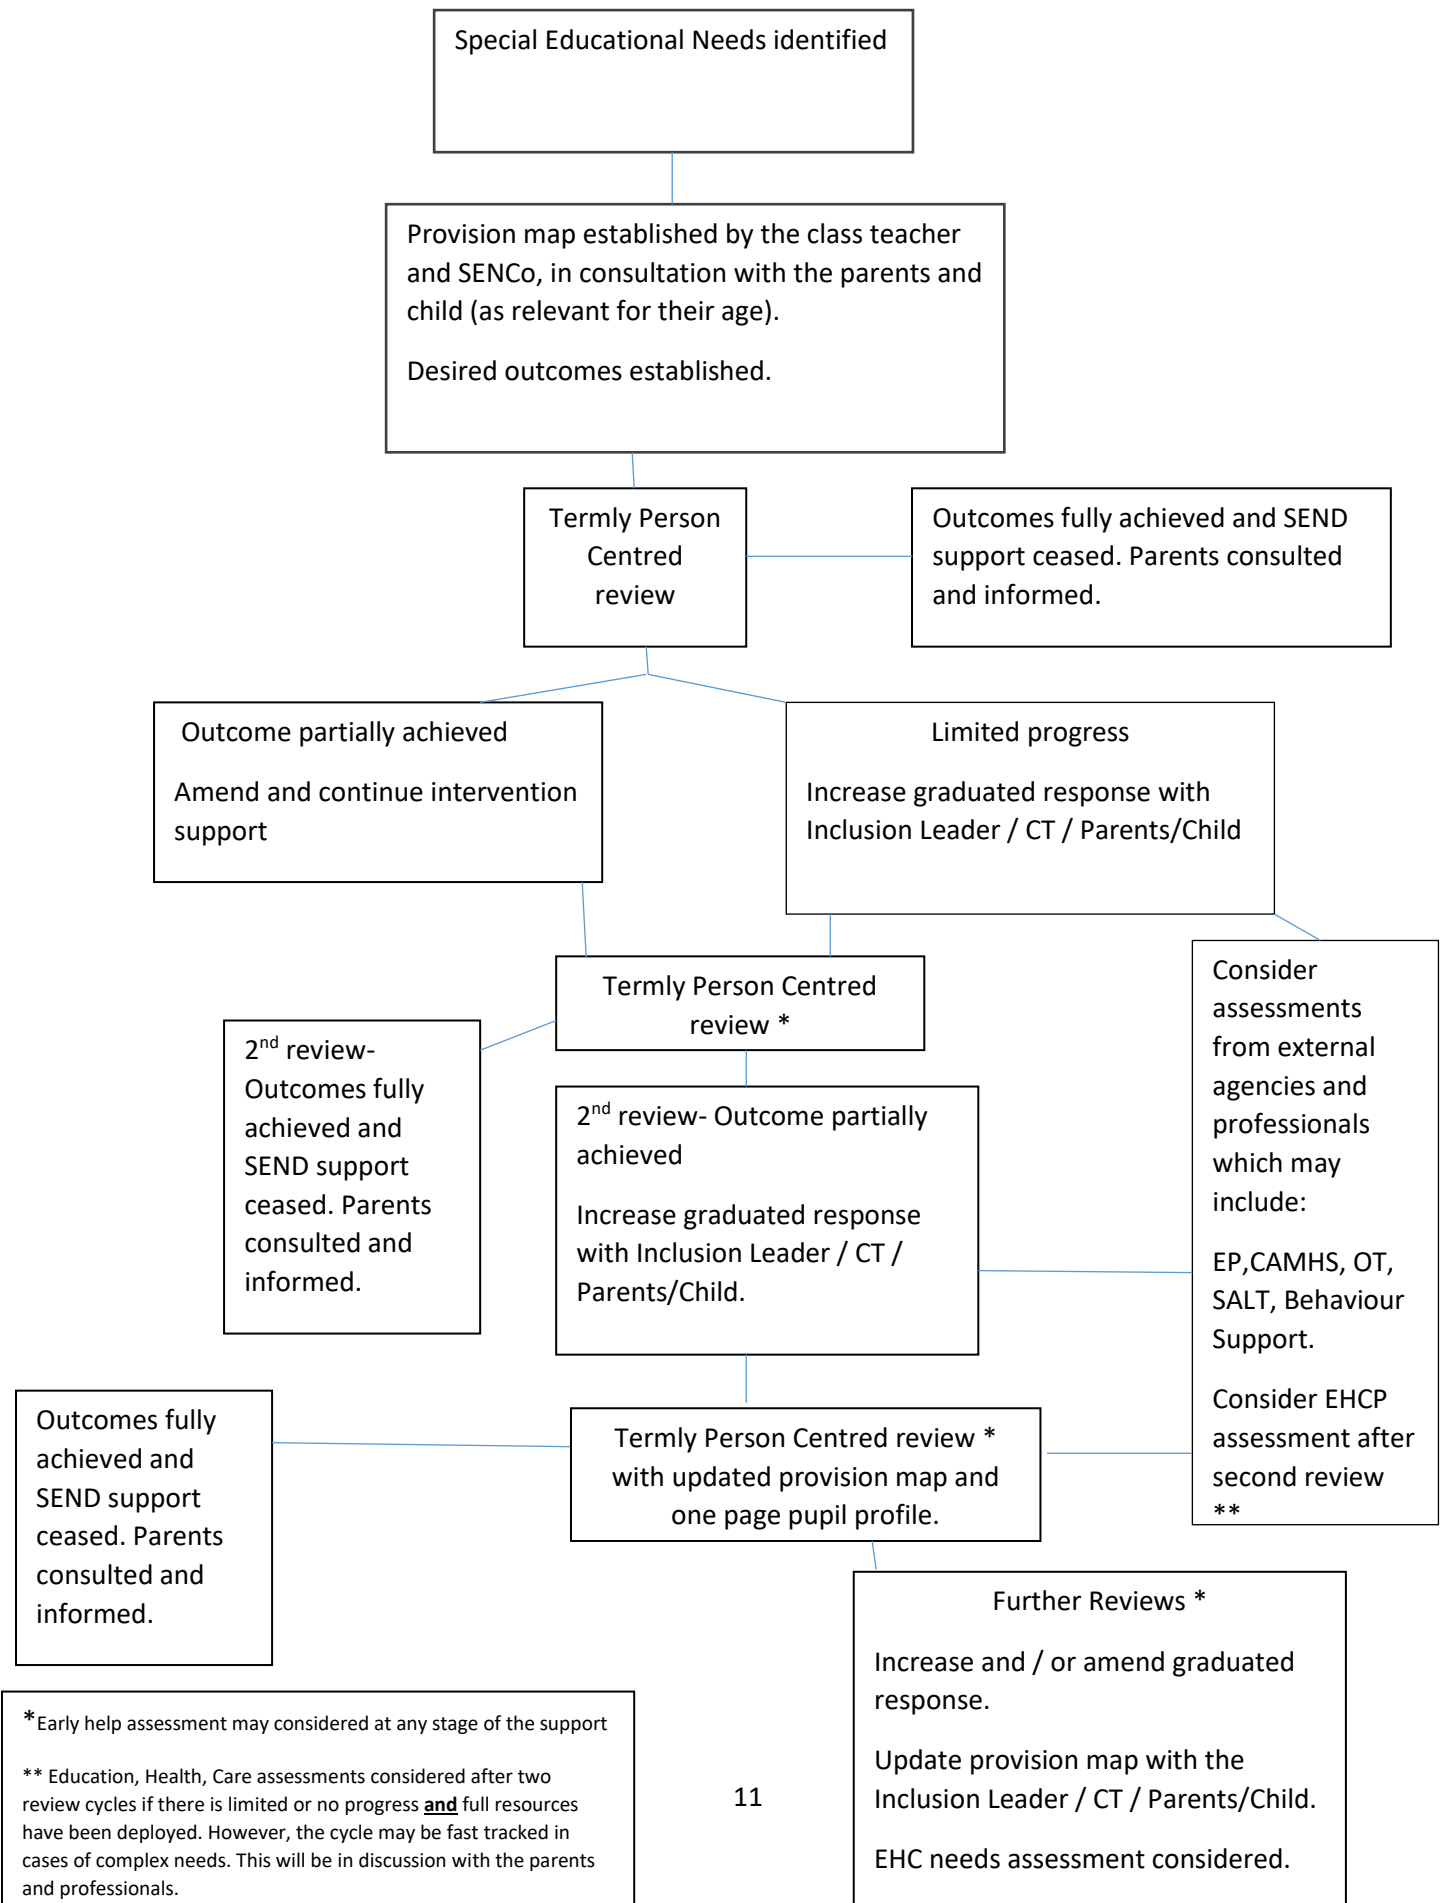 Special Educational Needs identified
Provision map established by the class teacher
and SENCo, in consultation with the parents and
child (as relevant for their age).
Desired outcomes established.
Termly Person
Centred
review
Outcomes fully achieved and SEND
support ceased. Parents consulted
and informed.
Outcome partially achieved
Amend and continue intervention
support
Limited progress
Increase graduated response with
Inclusion Leader / CT / Parents/Child
Termly Person Centred
review *
2nd review-
Outcomes fully
achieved and
SEND support
ceased. Parents
consulted and
informed.
2nd review- Outcome partially
achieved
Increase graduated response
with Inclusion Leader / CT /
Parents/Child.
Consider
assessments
from external
agencies and
professionals
which may
include:
EP,CAMHS, OT,
SALT, Behaviour
Support.
Consider EHCP
assessment after
second review
**
Outcomes fully
achieved and
SEND support
ceased. Parents
consulted and
informed.
Termly Person Centred review *
with updated provision map and
one page pupil profile.
Further Reviews *
Increase and / or amend graduated
response.
Update provision map with the
Inclusion Leader / CT / Parents/Child.
EHC needs assessment considered.
*Early help assessment may considered at any stage of the support
** Education, Health, Care assessments considered after two
review cycles if there is limited or no progress and full resources
have been deployed. However, the cycle may be fast tracked in
cases of complex needs. This will be in discussion with the parents
and professionals.
11